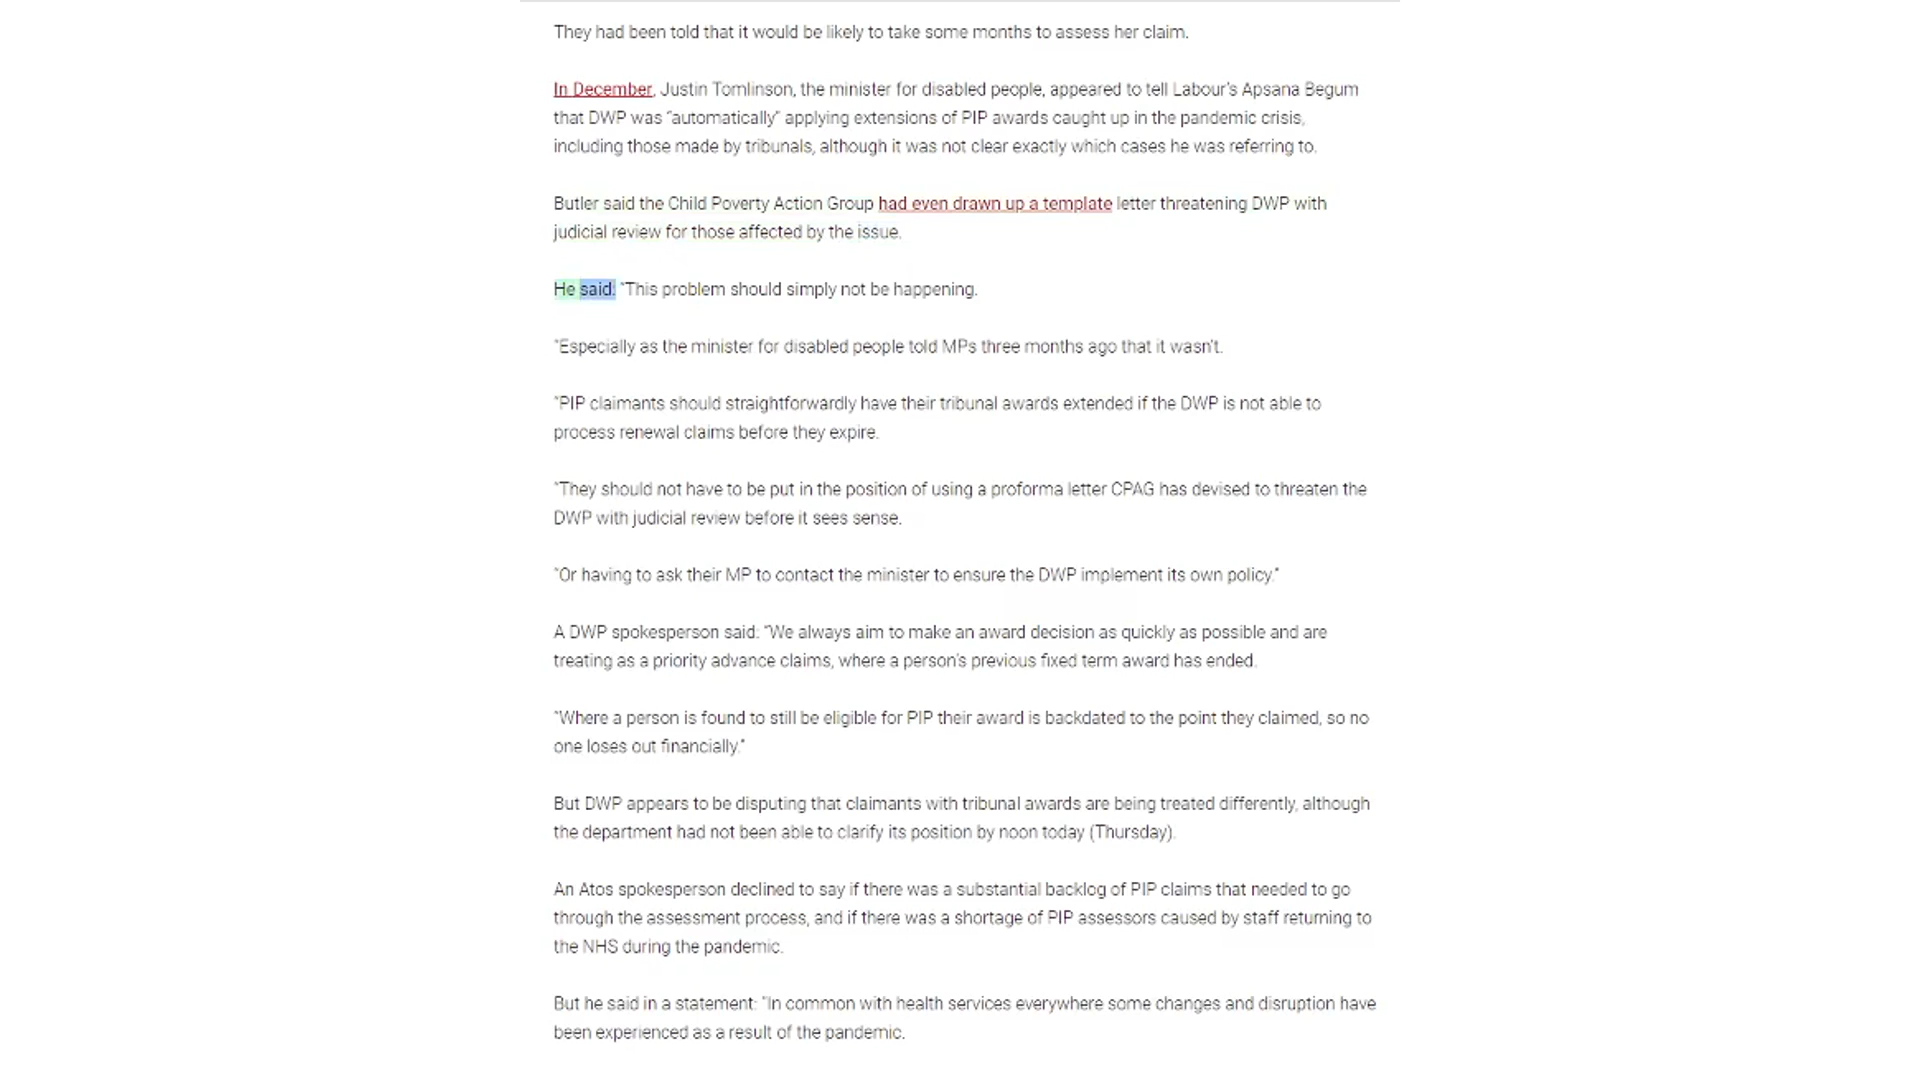 They had been told that it would be likely to take some months to assess her claim.
In December, Justin Tomlinson, the minister for disabled people, appeared to tell Labour's Apsana Begum
that DWP was “automatically” applying extensions of PIP awards caught up in the pandemic crisis,
including those made by tribunals, although it was not clear exactly which cases he was referring to.
Butler said the Child Poverty Action Group had even drawn up a template letter threatening DWP with
judicial review for those affected by the issue.
He said: “This problem should simply not be happening.
“Especially as the minister for disabled people told MPs three months ago that it wasn't.
“PIP claimants should straightforwardly have their tribunal awards extended if the DWP is not able to
process renewal claims before they expire.
“They should not have to be put in the position of using a proforma letter CPAG has devised to threaten the
DWP with judicial review before it sees sense.
“Or having to ask their MP to contact the minister to ensure the DWP implement its own policy.”
A DWP spokesperson said: “We always aim to make an award decision as quickly as possible and are
treating as a priority advance claims, where a person's previous fixed term award has ended.
“Where a person is found to still be eligible for PIP their award is backdated to the point they claimed, so no
one loses out financially.”
But DWP appears to be disputing that claimants with tribunal awards are being treated differently, although
the department had not been able to clarify its position by noon today (Thursday).
An Atos spokesperson declined to say if there was a substantial backlog of PIP claims that needed to go
through the assessment process, and if there was a shortage of PIP assessors caused by staff returning to
the NHS during the pandemic.
But he said in a statement: “In common with health services everywhere some changes and disruption have
been experienced as a result of the pandemic.